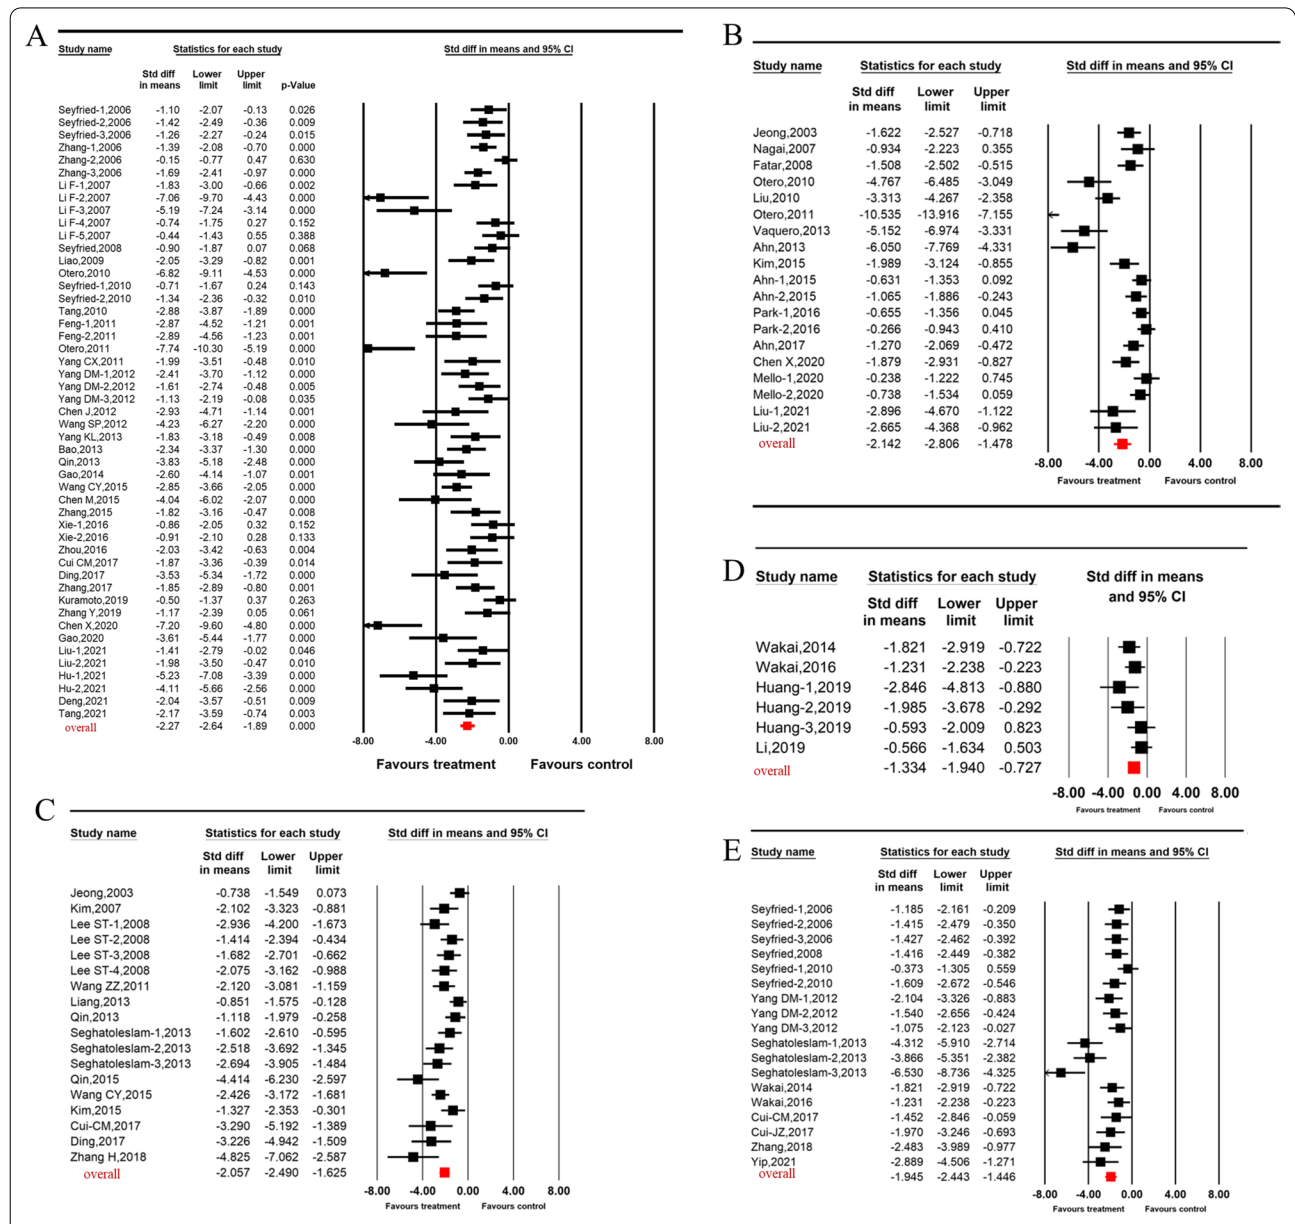 A
Study name Statistics for each study Std diff in means and 95% CI
Std diff in means Lower limit Upper limit p-Value
Seyfried-1,2006 -1.10 -2.07 -0.13 0.026
Seyfried-2,2006 -1.42 -2.49 -0.36 0.009
Seyfried-3,2006 -1.26 -2.27 -0.24 0.015
Zhang-1,2006 -1.39 -2.08 -0.70 0.000
Zhang-2,2006 -0.15 -0.77 0.47 0.630
Zhang-3,2006 -1.69 -2.41 -0.97 0.000
Li F-1,2007 -1.83 -3.00 -0.66 0.002
Li F-2,2007 -7.06 -9.70 -4.43 0.000
Li F-3,2007 -5.19 -7.24 -3.14 0.000
Li F-4,2007 -0.74 -1.75 0.27 0.152
Li F-5,2007 -0.44 -1.43 0.55 0.388
Seyfried,2008 -0.90 -1.87 0.07 0.068
Liao,2009 -2.05 -3.29 -0.82 0.001
Otero,2010 -6.82 -9.11 -4.53 0.000
Seyfried-1,2010 -0.71 -1.67 0.24 0.143
Seyfried-2,2010 -1.34 -2.36 -0.32 0.010
Tang,2010 -2.88 -3.87 -1.89 0.000
Feng-1,2011 -2.87 -4.52 -1.21 0.001
Feng-2,2011 -2.89 -4.56 -1.23 0.001
Otero,2011 -7.74 -10.30 -5.19 0.000
Yang CX,2011 -1.99 -3.51 -0.48 0.010
Yang DM-1,2012 -2.41 -3.70 -1.12 0.000
Yang DM-2,2012 -1.61 -2.74 -0.48 0.005
Yang DM-3,2012 -1.13 -2.19 -0.08 0.035
Chen J,2012 -2.93 -4.71 -1.14 0.001
Wang SP,2012 -4.23 -6.27 -2.20 0.000
Yang KL,2013 -1.83 -3.18 -0.49 0.008
Bao,2013 -2.34 -3.37 -1.30 0.000
Qin,2013 -3.83 -5.18 -2.48 0.000
Gao,2014 -2.60 -4.14 -1.07 0.001
Wang CY,2015 -2.85 -3.66 -2.05 0.000
Chen M,2015 -4.04 -6.02 -2.07 0.000
Zhang,2015 -1.82 -3.16 -0.47 0.008
Xie-1,2016 -0.86 -2.05 0.32 0.152
Xie-2,2016 -0.91 -2.10 0.28 0.133
Zhou,2016 -2.03 -3.42 -0.63 0.004
Cui CM,2017 -1.87 -3.36 -0.39 0.014
Ding,2017 -3.53 -5.34 -1.72 0.000
Zhang,2017 -1.85 -2.89 -0.80 0.001
Kuramoto,2019 -0.50 -1.37 0.37 0.263
Zhang Y,2019 -1.17 -2.39 0.05 0.061
Chen X,2020 -7.20 -9.60 -4.80 0.000
Gao,2020 -3.61 -5.44 -1.77 0.000
Liu-1,2021 -1.41 -2.79 -0.02 0.046
Liu-2,2021 -1.98 -3.50 -0.47 0.010
Hu-1,2021 -5.23 -7.08 -3.39 0.000
Hu-2,2021 -4.11 -5.66 -2.56 0.000
Deng,2021 -2.04 -3.57 -0.51 0.009
Tang,2021 -2.17 -3.59 -0.74 0.003
overall -2.27 -2.64 -1.89 0.000
-8.00 -4.00 0.00 4.00 8.00
Favours treatment Favours control
B
Study name Statistics for each study Std diff in means and 95% CI
Std diff in means Lower limit Upper limit
Jeong,2003 -1.622 -2.527 -0.718
Nagai,2007 -0.934 -2.223 0.355
Fatar,2008 -1.508 -2.502 -0.515
Otero,2010 -4.767 -6.485 -3.049
Liu,2010 -3.313 -4.267 -2.358
Otero,2011 -10.535 -13.916 -7.155
Vaquero,2013 -5.152 -6.974 -3.331
Ahn,2013 -6.050 -7.769 -4.331
Kim,2015 -1.989 -3.124 -0.855
Ahn-1,2015 -0.631 -1.353 0.092
Ahn-2,2015 -1.065 -1.886 -0.243
Park-1,2016 -0.655 -1.356 0.045
Park-2,2016 -0.266 -0.943 0.410
Ahn,2017 -1.270 -2.069 -0.472
Chen X,2020 -1.879 -2.931 -0.827
Mello-1,2020 -0.238 -1.222 0.745
Mello-2,2020 -0.738 -1.534 0.059
Liu-1,2021 -2.896 -4.670 -1.122
Liu-2,2021 -2.665 -4.368 -0.962
overall -2.142 -2.806 -1.478
-8.00 -4.00 0.00 4.00 8.00
Favours treatment Favours control
C
Study name Statistics for each study Std diff in means and 95% CI
Std diff in means Lower limit Upper limit
Jeong,2003 -0.738 -1.549 0.073
Kim,2007 -2.102 -3.323 -0.881
Lee ST-1,2008 -2.936 -4.200 -1.673
Lee ST-2,2008 -1.414 -2.394 -0.434
Lee ST-3,2008 -1.682 -2.701 -0.662
Lee ST-4,2008 -2.075 -3.162 -0.988
Wang ZZ,2011 -2.120 -3.081 -1.159
Liang,2013 -0.851 -1.575 -0.128
Qin,2013 -1.118 -1.979 -0.258
Seghatoleslam-1,2013 -1.602 -2.610 -0.595
Seghatoleslam-2,2013 -2.518 -3.692 -1.345
Seghatoleslam-3,2013 -2.694 -3.905 -1.484
Qin,2015 -4.414 -6.230 -2.597
Wang CY,2015 -2.426 -3.172 -1.681
Kim,2015 -1.327 -2.353 -0.301
Cui-CM,2017 -3.290 -5.192 -1.389
Ding,2017 -3.226 -4.942 -1.509
Zhang H,2018 -4.825 -7.062 -2.587
overall -2.057 -2.490 -1.625
-8.00 -4.00 0.00 4.00 8.00
Favours treatment Favours control
D
Study name Statistics for each study Std diff in means and 95% CI
Std diff in means Lower limit Upper limit
Wakai,2014 -1.821 -2.919 -0.722
Wakai,2016 -1.231 -2.238 -0.223
Huang-1,2019 -2.846 -4.813 -0.880
Huang-2,2019 -1.985 -3.678 -0.292
Huang-3,2019 -0.593 -2.009 0.823
Li,2019 -0.566 -1.634 0.503
overall -1.334 -1.940 -0.727
-8.00 -4.00 0.00 4.00 8.00
Favours treatment Favours control
E
Study name Statistics for each study Std diff in means and 95% CI
Std diff in means Lower limit Upper limit
Seyfried-1,2006 -1.185 -2.161 -0.209
Seyfried-2,2006 -1.415 -2.479 -0.350
Seyfried-3,2006 -1.427 -2.462 -0.392
Seyfried,2008 -1.416 -2.449 -0.382
Seyfried-1,2010 -0.373 -1.305 0.559
Seyfried-2,2010 -1.609 -2.672 -0.546
Yang DM-1,2012 -2.104 -3.326 -0.883
Yang DM-2,2012 -1.540 -2.656 -0.424
Yang DM-3,2012 -1.075 -2.123 -0.027
Seghatoleslam-1,2013 -4.312 -5.910 -2.714
Seghatoleslam-2,2013 -3.866 -5.351 -2.382
Seghatoleslam-3,2013 -6.530 -8.736 -4.325
Wakai,2014 -1.821 -2.919 -0.722
Wakai,2016 -1.231 -2.238 -0.223
Cui-CM,2017 -1.452 -2.846 -0.059
Cui-JZ,2017 -1.970 -3.246 -0.693
Zhang,2018 -2.483 -3.989 -0.977
Yip,2021 -2.889 -4.506 -1.271
overall -1.945 -2.443 -1.446
-8.00 -4.00 0.00 4.00 8.00
Favours treatment Favours control